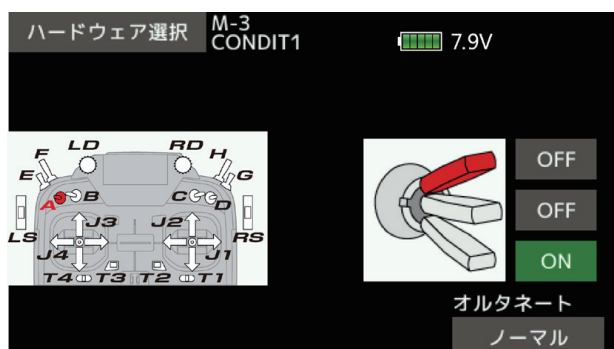 ハードウェア選択
M-3
CONDIT1
7.9V
LD RD
F H
E G
A B C D
J3 J2
LS RS
J4 J1
T4 T3 T2 T1
OFF
OFF
ON
オルタネート
ノーマル